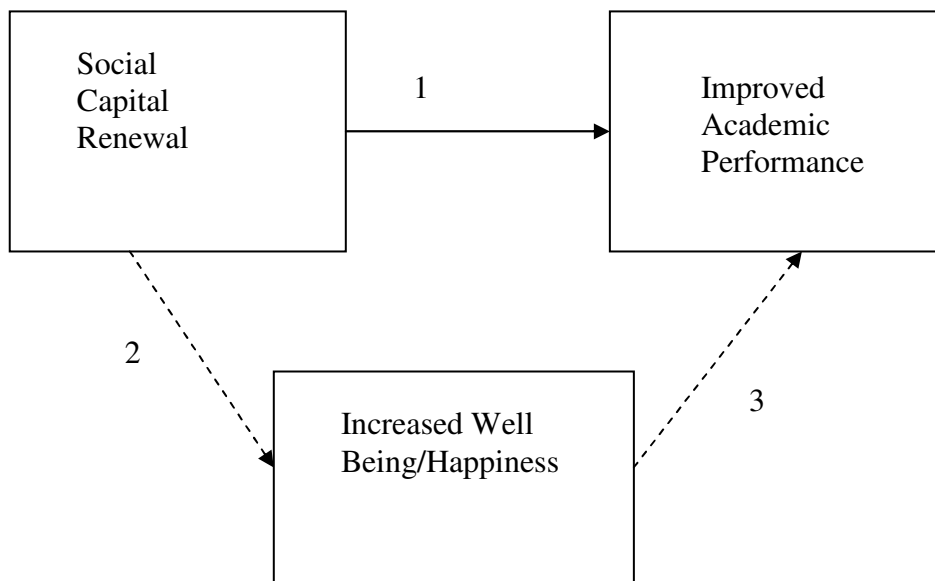 Social
Capital
Renewal
1
Improved
Academic
Performance
2
3
Increased Well
Being/Happiness